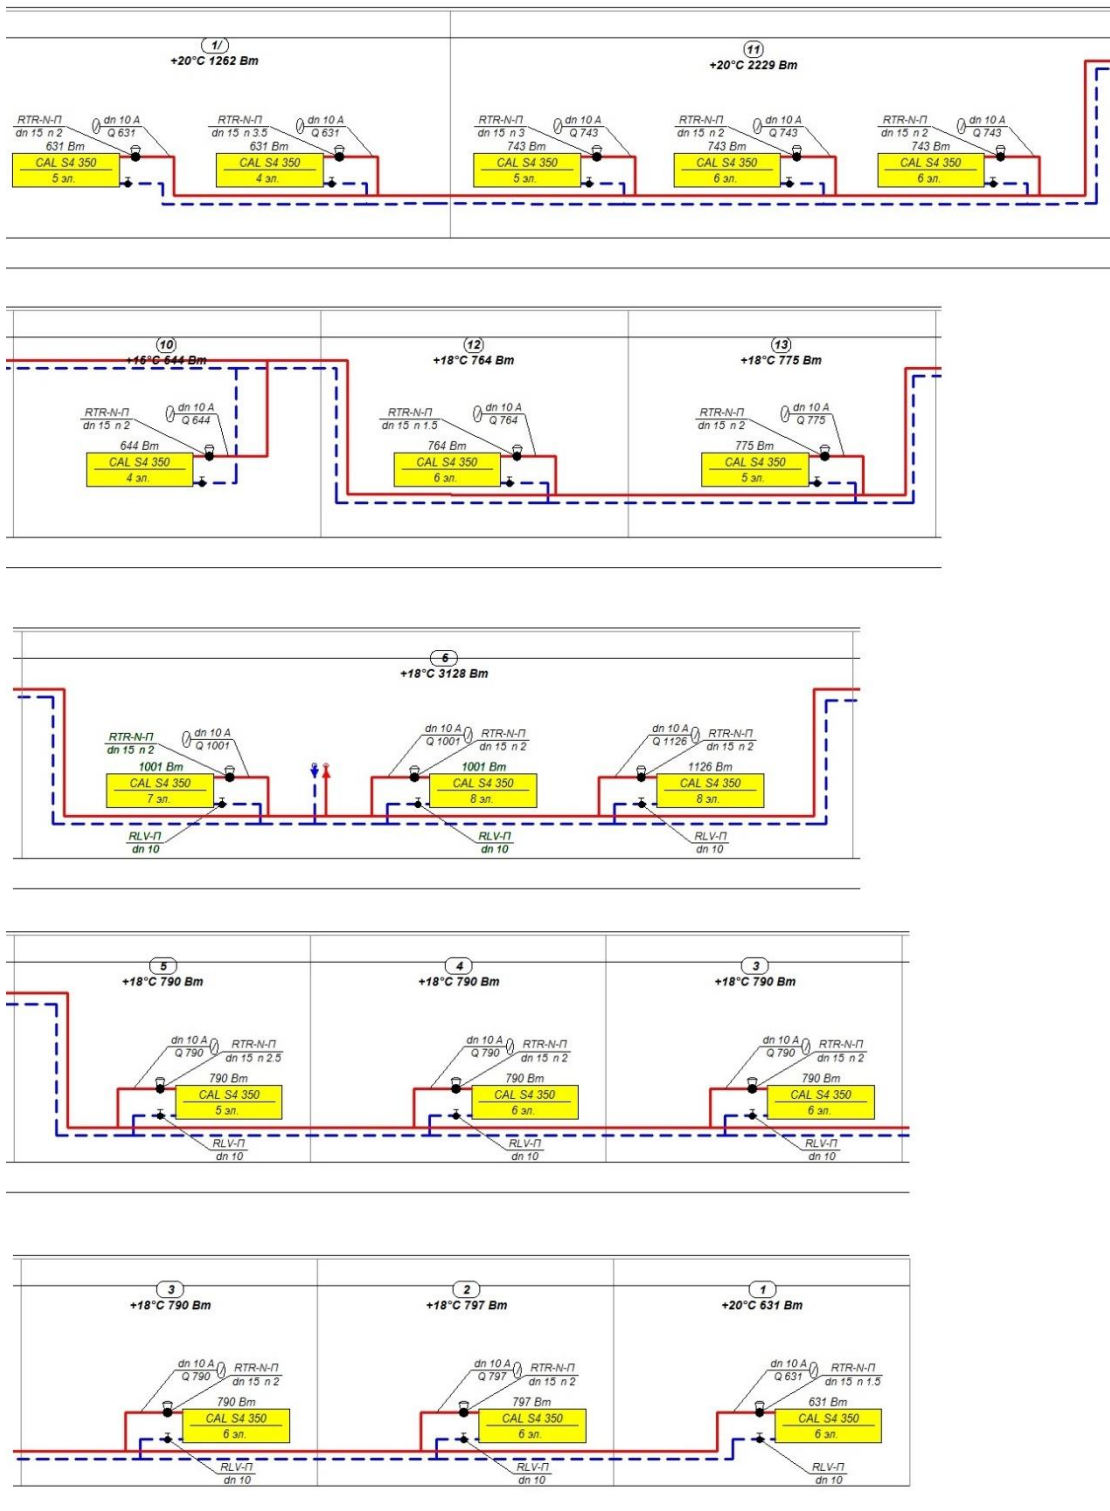 1/
+20°C 1262 Вт
11
+20°C 2229 Вт
RTR-N-П
dn 15 n 2
dn 10 A
Q 631
631 Вт
CAL S4 350
5 эл.
RTR-N-П
dn 15 n 3.5
dn 10 A
Q 631
631 Вт
CAL S4 350
4 эл.
RTR-N-П
dn 15 n 3
dn 10 A
Q 743
743 Вт
CAL S4 350
5 эл.
RTR-N-П
dn 15 n 2
dn 10 A
Q 743
743 Вт
CAL S4 350
6 эл.
RTR-N-П
dn 15 n 2
dn 10 A
Q 743
743 Вт
CAL S4 350
6 эл.
10
+16°C 644 Вт
12
+18°C 764 Вт
13
+18°C 775 Вт
RTR-N-П
dn 15 n 2
dn 10 A
Q 644
644 Вт
CAL S4 350
4 эл.
RTR-N-П
dn 15 n 1.5
dn 10 A
Q 764
764 Вт
CAL S4 350
6 эл.
RTR-N-П
dn 15 n 2
dn 10 A
Q 775
775 Вт
CAL S4 350
5 эл.
6
+18°C 3128 Вт
RTR-N-П
dn 15 n 2
dn 10 A
Q 1001
1001 Вт
CAL S4 350
7 эл.
RLV-П
dn 10
dn 10 A
Q 1001
RTR-N-П
dn 15 n 2
1001 Вт
CAL S4 350
8 эл.
RLV-П
dn 10
dn 10 A
Q 1126
RTR-N-П
dn 15 n 2
1126 Вт
CAL S4 350
8 эл.
RLV-П
dn 10
5
+18°C 790 Вт
4
+18°C 790 Вт
3
+18°C 790 Вт
dn 10 A
Q 790
RTR-N-П
dn 15 n 2.5
790 Вт
CAL S4 350
5 эл.
RLV-П
dn 10
dn 10 A
Q 790
RTR-N-П
dn 15 n 2
790 Вт
CAL S4 350
6 эл.
RLV-П
dn 10
dn 10 A
Q 790
RTR-N-П
dn 15 n 2
790 Вт
CAL S4 350
6 эл.
RLV-П
dn 10
3
+18°C 790 Вт
2
+18°C 797 Вт
1
+20°C 631 Вт
dn 10 A
Q 790
RTR-N-П
dn 15 n 2
790 Вт
CAL S4 350
6 эл.
RLV-П
dn 10
dn 10 A
Q 797
RTR-N-П
dn 15 n 2
797 Вт
CAL S4 350
6 эл.
RLV-П
dn 10
dn 10 A
Q 631
RTR-N-П
dn 15 n 1.5
631 Вт
CAL S4 350
6 эл.
RLV-П
dn 10